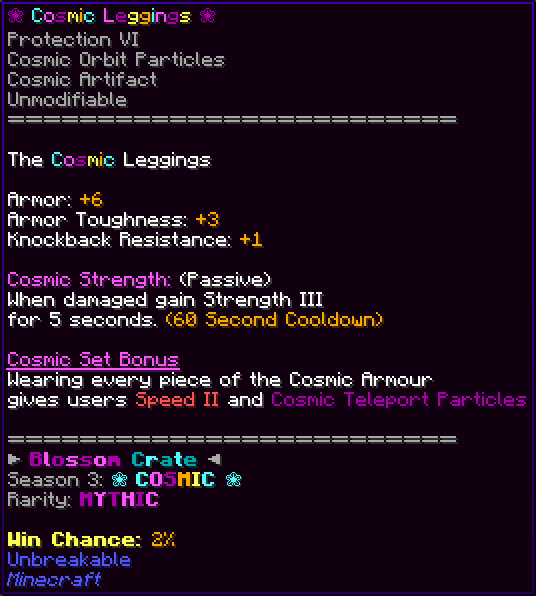 ❀ Cosmic Leggings ❀
Protection VI
Cosmic Orbit Particles
Cosmic Artifact
Unmodifiable
============================
The Cosmic Leggings
Armor: +6
Armor Toughness: +3
Knockback Resistance: +1
Cosmic Strength: (Passive)
When damaged gain Strength III
for 5 seconds. (60 Second Cooldown)
Cosmic Set Bonus
Wearing every piece of the Cosmic Armour
gives users Speed II and Cosmic Teleport Particles
============================
► Blossom Crate ◄
Season 3: ❀ COSMIC ❀
Rarity: MYTHIC
Win Chance: 2%
Unbreakable
Minecraft